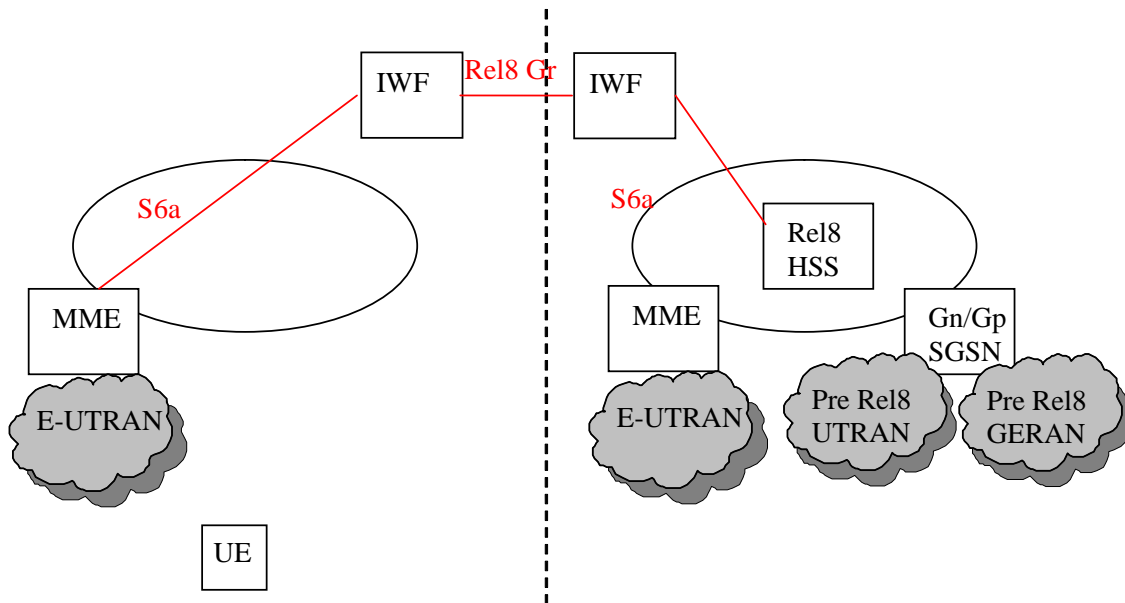 IWF
Rel8 Gr
IWF
S6a
S6a
Rel8
HSS
MME
MME
Gn/Gp
SGSN
E-UTRAN
E-UTRAN
Pre Rel8
UTRAN
Pre Rel8
GERAN
UE